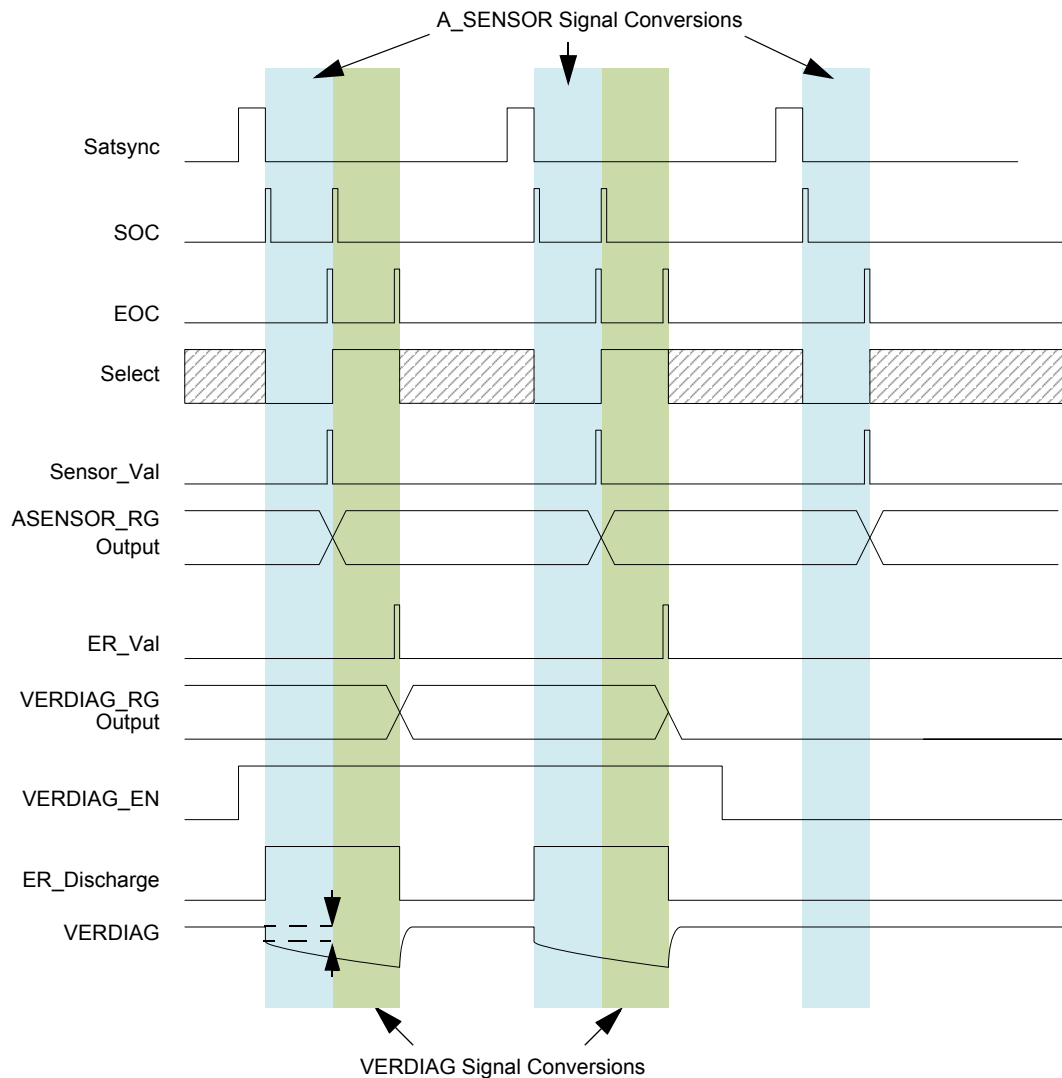 A_SENSOR Signal Conversions
Satsync
SOC
EOC
Select
Sensor_Val
ASENSOR_RG
Output
ER_Val
VERDIAG_RG
Output
VERDIAG_EN
ER_Discharge
VERDIAG
VERDIAG Signal Conversions